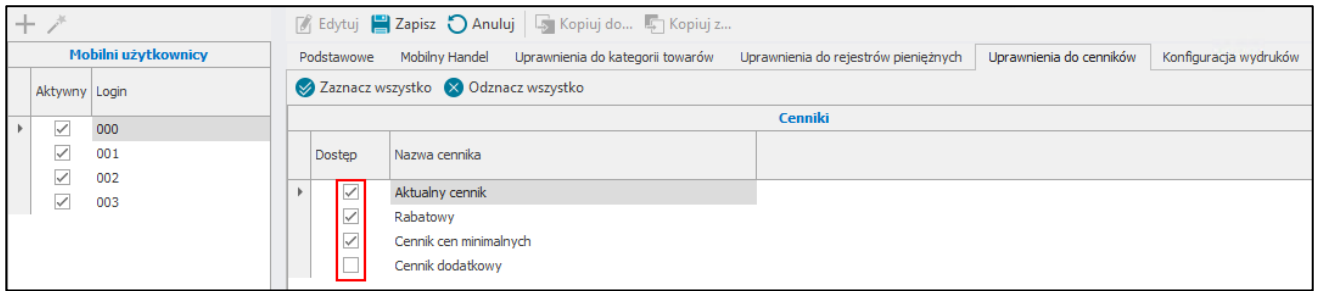 Edytuj Zapisz Anuluj Kopiuj do... Kopiuj z...
Mobilni użytkownicy
Aktywny Login
000
001
002
003
Podstawowe Mobilny Handel Uprawnienia do kategorii towarów Uprawnienia do rejestrów pieniężnych Uprawnienia do cenników Konfiguracja wydruków
Zaznacz wszystko Odznacz wszystko
Cenniki
Dostęp Nazwa cennika
Aktualny cennik
Rabatowy
Cennik cen minimalnych
Cennik dodatkowy